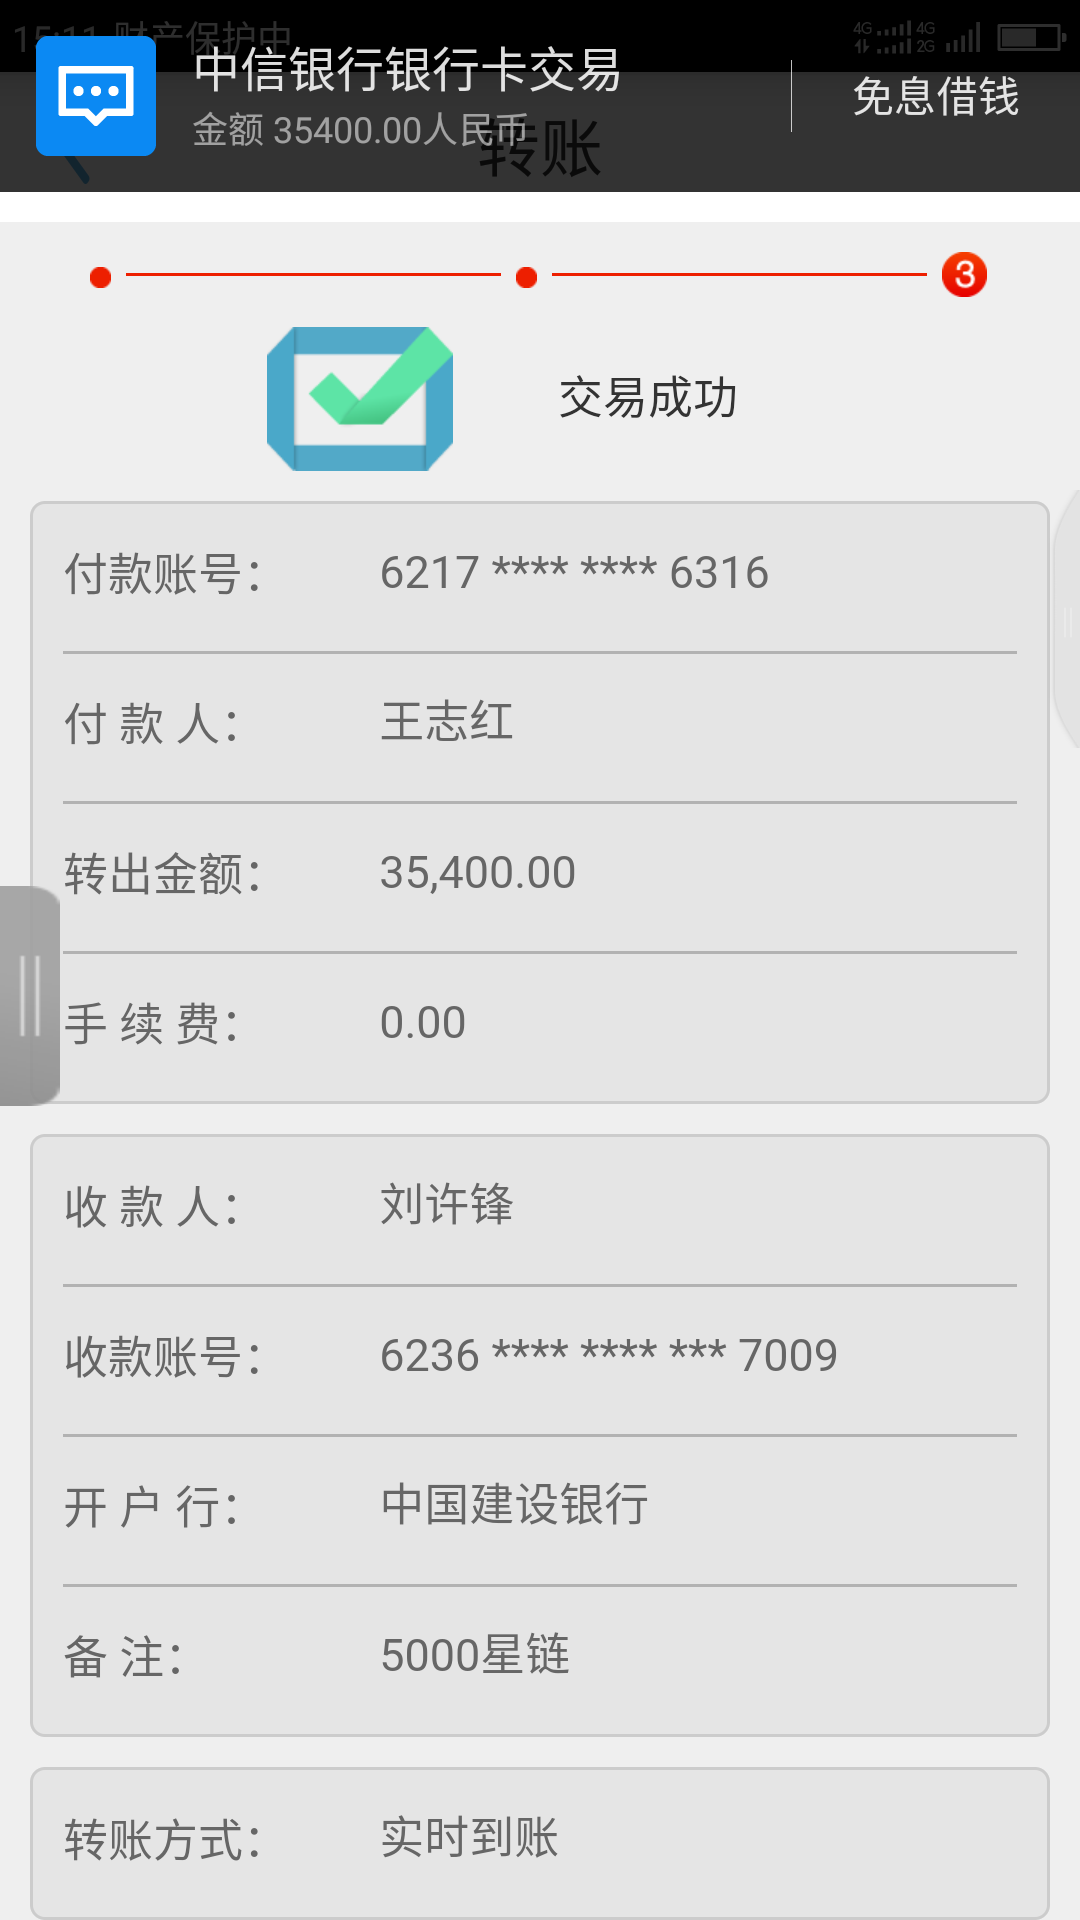 15:11 财产保护中
4G 4G 2G
中信银行银行卡交易
免息借钱
金额 35400.00人民币
转账
3
交易成功
付款账号： 6217 **** **** 6316
付 款 人： 王志红
转出金额： 35,400.00
手 续 费： 0.00
收 款 人： 刘许锋
收款账号： 6236 **** **** *** 7009
开 户 行： 中国建设银行
备 注： 5000星链
转账方式： 实时到账